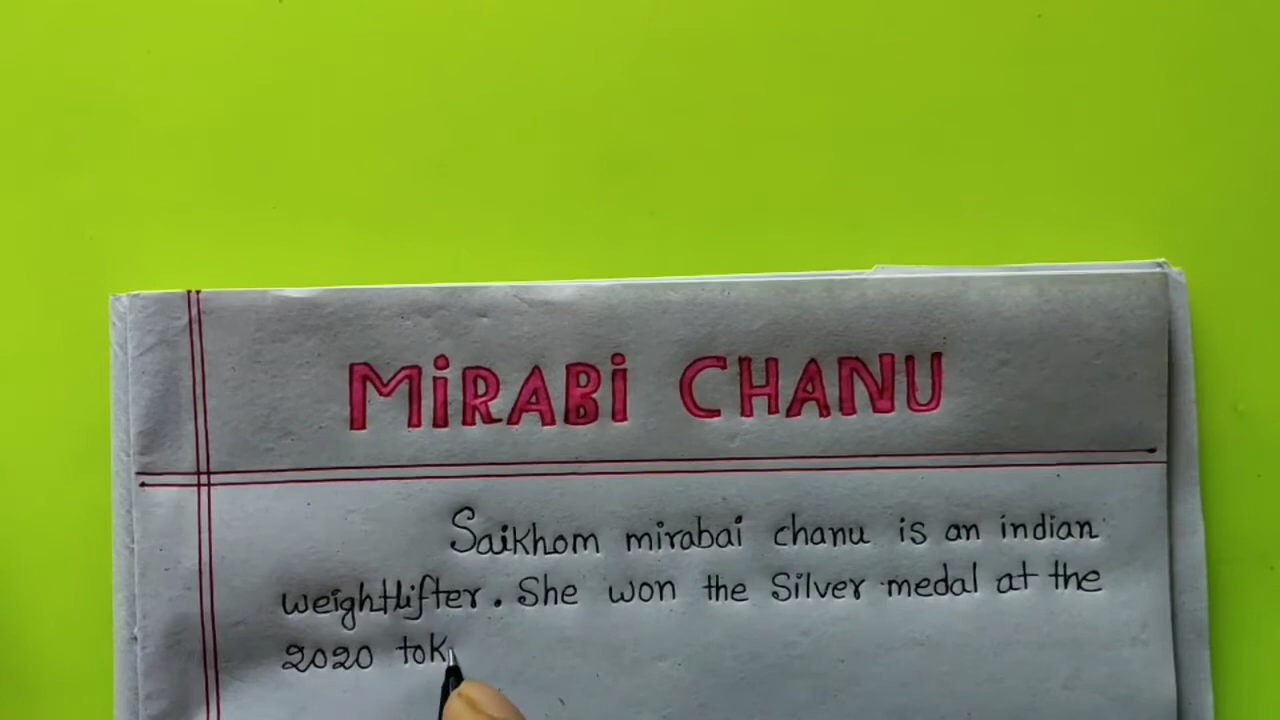 MiRABi CHANU
Saikhom mirabai chanu is an indian
weightlifter. She won the Silver medal at the
2020 tok